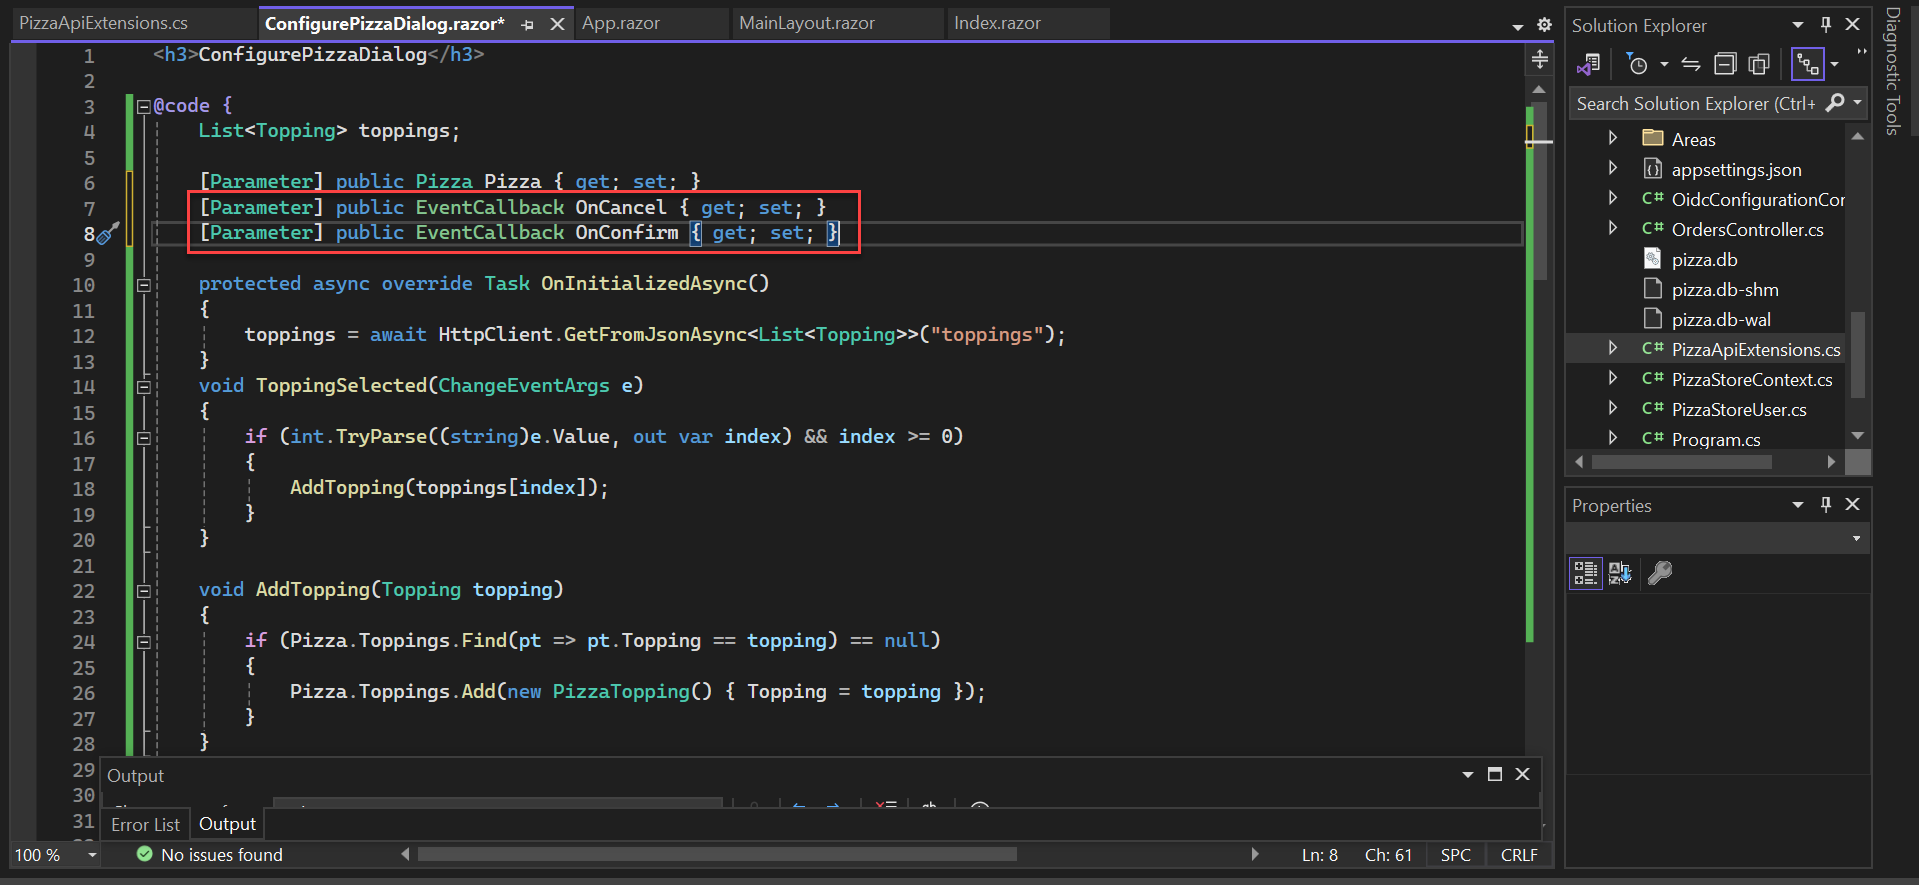 PizzaApiExtensions.cs
ConfigurePizzaDialog.razor*
App.razor
MainLayout.razor
Index.razor
1 <h3>ConfigurePizzaDialog</h3>
2
3 @code {
4 List<Topping> toppings;
5
6 [Parameter] public Pizza Pizza { get; set; }
7 [Parameter] public EventCallback OnCancel { get; set; }
8 [Parameter] public EventCallback OnConfirm { get; set; }
9
10 protected async override Task OnInitializedAsync()
11 {
12 toppings = await HttpClient.GetFromJsonAsync<List<Topping>>("toppings");
13 }
14 void ToppingSelected(ChangeEventArgs e)
15 {
16 if (int.TryParse((string)e.Value, out var index) && index >= 0)
17 {
18 AddTopping(toppings[index]);
19 }
20 }
21
22 void AddTopping(Topping topping)
23 {
24 if (Pizza.Toppings.Find(pt => pt.Topping == topping) == null)
25 {
26 Pizza.Toppings.Add(new PizzaTopping() { Topping = topping });
27 }
28 }
29
30
31
Output
Error List
Output
100 %
No issues found
Ln: 8
Ch: 61
SPC
CRLF
Solution Explorer
Search Solution Explorer (Ctrl+
Areas
appsettings.json
C# OidcConfigurationCor
C# OrdersController.cs
pizza.db
pizza.db-shm
pizza.db-wal
C# PizzaApiExtensions.cs
C# PizzaStoreContext.cs
C# PizzaStoreUser.cs
C# Program.cs
Properties
Diagnostic Tools